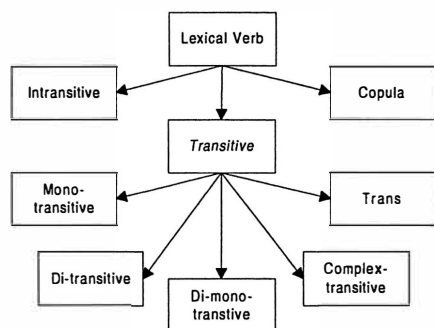 Lexical Verb
Intransitive
Copula
Transitive
Mono-
transitive
Trans
Di-transitive
Di-mono-
transtive
Complex-
transitive